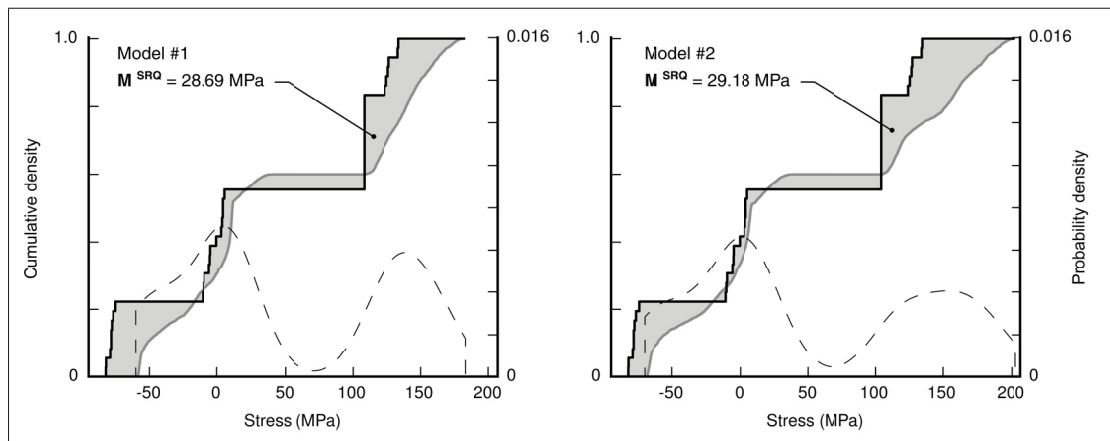 1.0
Model #1
M SRQ = 28.69 MPa
0.016
Cumulative density
0
0
-50
0
50
100
150
200
Stress (MPa)
1.0
Model #2
M SRQ = 29.18 MPa
0.016
Probability density
0
0
-50
0
50
100
150
200
Stress (MPa)